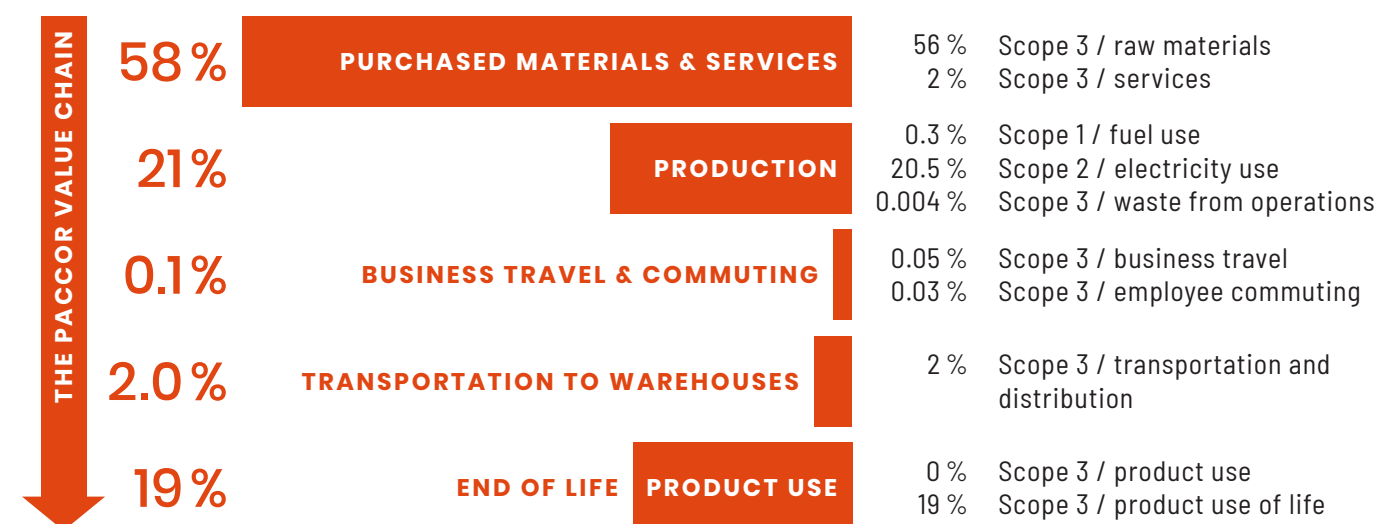 THE PACCOR VALUE CHAIN
58 %
PURCHASED MATERIALS & SERVICES
56 % Scope 3 / raw materials
2 % Scope 3 / services
21 %
PRODUCTION
0.3 % Scope 1 / fuel use
20.5 % Scope 2 / electricity use
0.004 % Scope 3 / waste from operations
0.1 %
BUSINESS TRAVEL & COMMUTING
0.05 % Scope 3 / business travel
0.03 % Scope 3 / employee commuting
2.0 %
TRANSPORTATION TO WAREHOUSES
2 % Scope 3 / transportation and
distribution
19 %
END OF LIFE PRODUCT USE
0 % Scope 3 / product use
19 % Scope 3 / product use of life